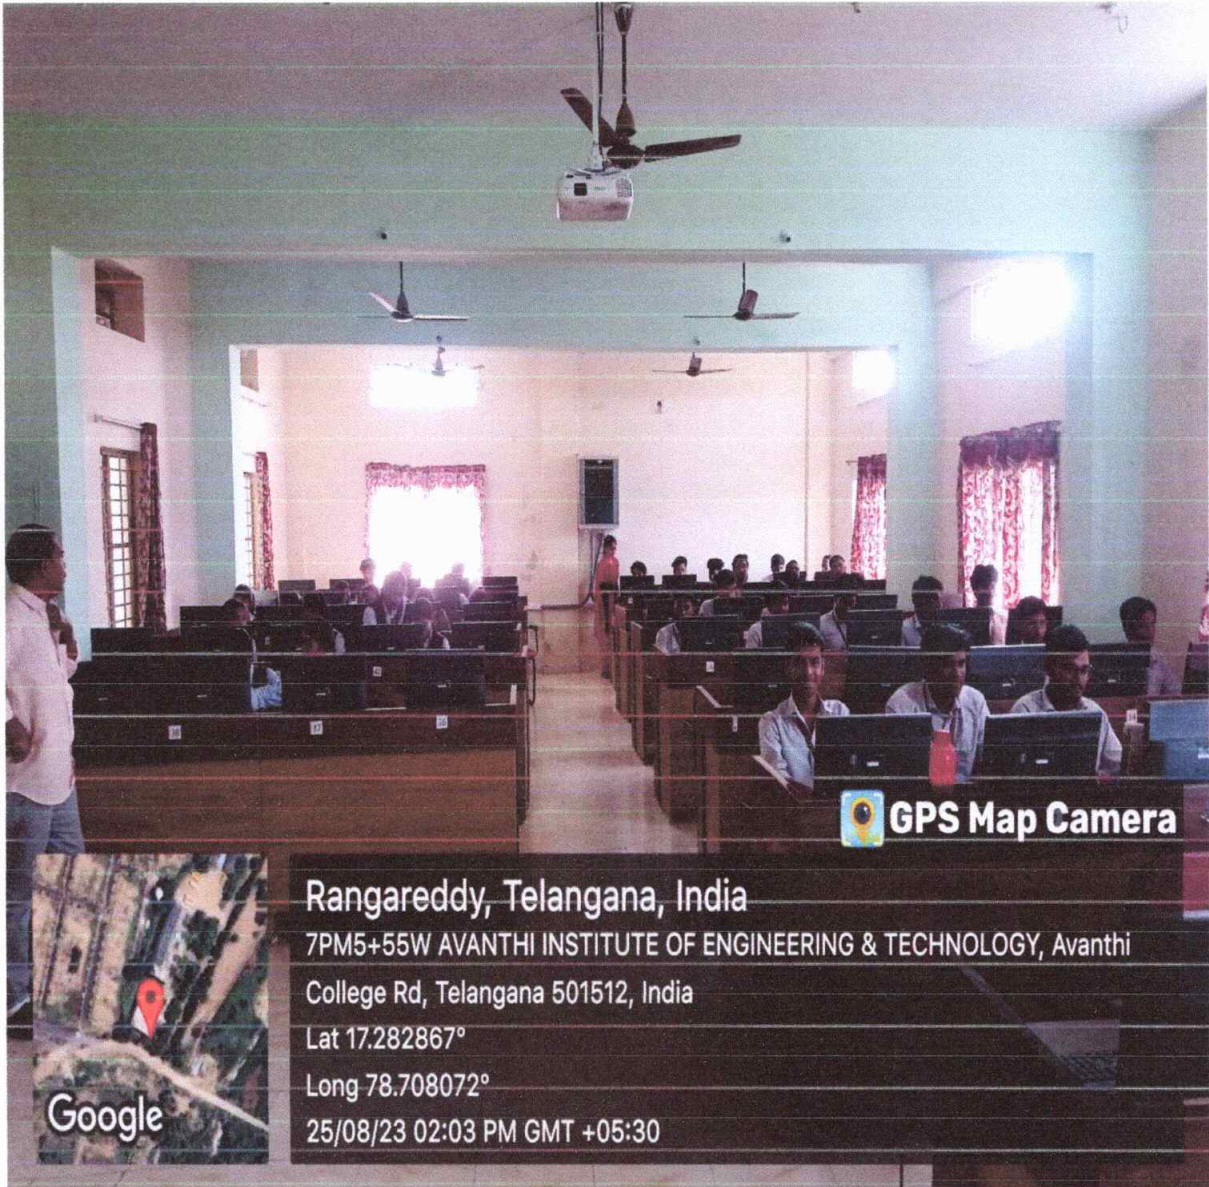 GPS Map Camera
Rangareddy, Telangana, India
7PM5+55W AVANTHI INSTITUTE OF ENGINEERING & TECHNOLOGY, Avanthi
College Rd, Telangana 501512, India
Lat 17.282867°
Long 78.708072°
25/08/23 02:03 PM GMT +05:30
Google